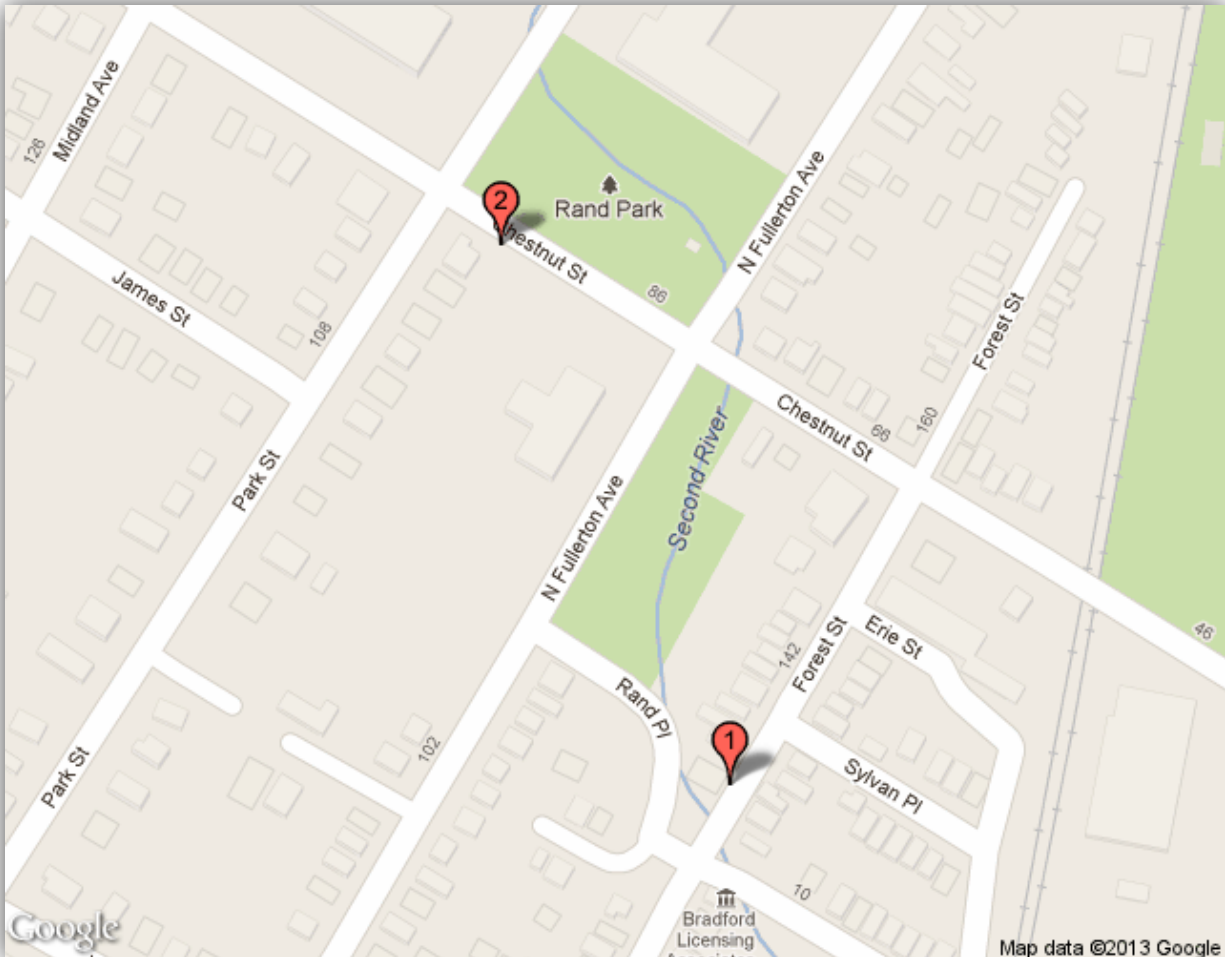 Midland Ave
126
2
Rand Park
Chestnut St
N Fullerton Ave
86
James St
108
Forest St
Chestnut St
66
160
Park St
Second River
N Fullerton Ave
Erie St
46
142
Forest St
Rand Pl
1
Sylvan Pl
102
Park St
10
Bradford
Licensing
Associates
Google
Map data ©2013 Google